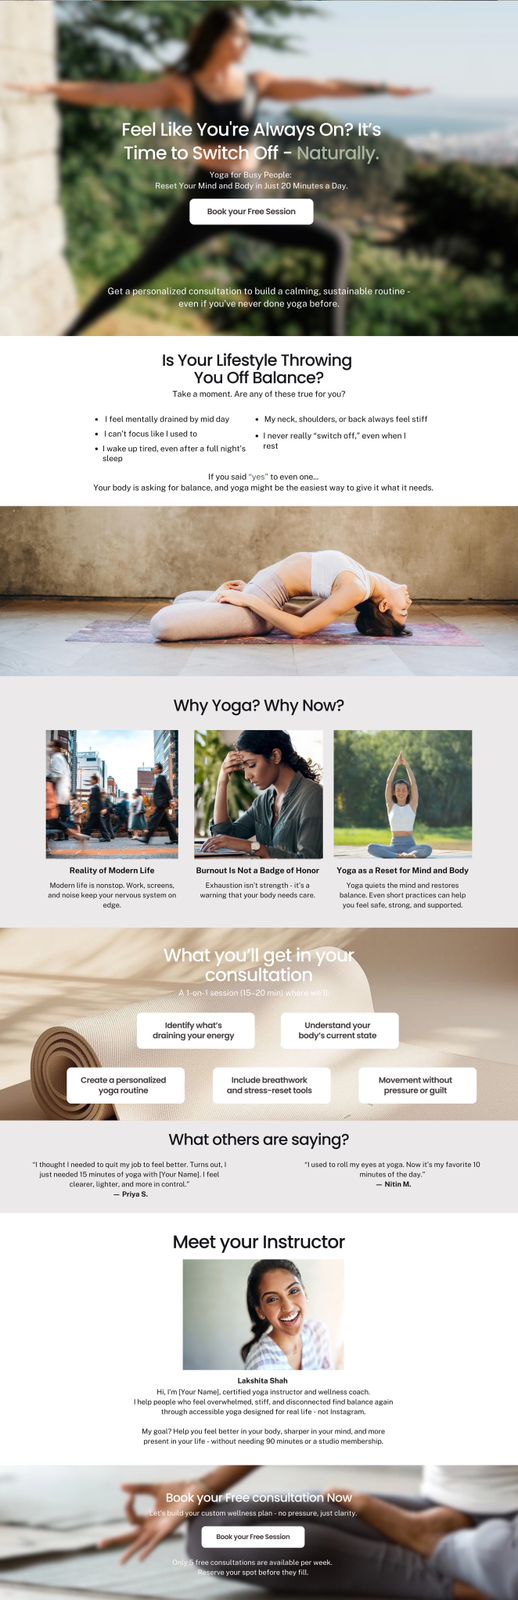 Feel Like You're Always On? It's
Time to Switch Off - Naturally.
Yoga for Busy People:
Reset Your Mind and Body in Just 20 Minutes a Day.
Book your Free Session
Get a personalized consultation to build a calming, sustainable routine -
even if you've never done yoga before.
Is Your Lifestyle Throwing
You Off Balance?
Take a moment. Are any of these true for you?
• I feel mentally drained by mid day
• I can't focus like I used to
• I wake up tired, even after a full night's
sleep
• My neck, shoulders, or back always feel stiff
• I never really “switch off,” even when I
rest
If you said “yes” to even one...
Your body is asking for balance, and yoga might be the easiest way to give it what it needs.
Why Yoga? Why Now?
Reality of Modern Life
Modern life is nonstop. Work, screens,
and noise keep your nervous system on
edge.
Burnout Is Not a Badge of Honor
Exhaustion isn't strength - it's a
warning that your body needs care.
Yoga as a Reset for Mind and Body
Yoga quiets the mind and restores
balance. Even short practices can help
you feel safe, strong, and supported.
What you'll get in your
consultation
A 1-on-1 session (15-20 min) where we'll:
Identify what's
draining your energy
Understand your
body's current state
Create a personalized
yoga routine
Include breathwork
and stress-reset tools
Movement without
pressure or guilt
What others are saying?
“I thought I needed to quit my job to feel better. Turns out, I
just needed 15 minutes of yoga with [Your Name]. I feel
clearer, lighter, and more in control.”
— Priya S.
“I used to roll my eyes at yoga. Now it's my favorite 10
minutes of the day.”
— Nitin M.
Meet your Instructor
Lakshita Shah
Hi, I'm [Your Name], certified yoga instructor and wellness coach.
I help people who feel overwhelmed, stiff, and disconnected find balance again
through accessible yoga designed for real life - not Instagram.
My goal? Help you feel better in your body, sharper in your mind, and more
present in your life - without needing 90 minutes or a studio membership.
Book your Free consultation Now
Let's build your custom wellness plan - no pressure, just clarity.
Book your Free Session
Only 5 free consultations are available per week.
Reserve your spot before they fill.